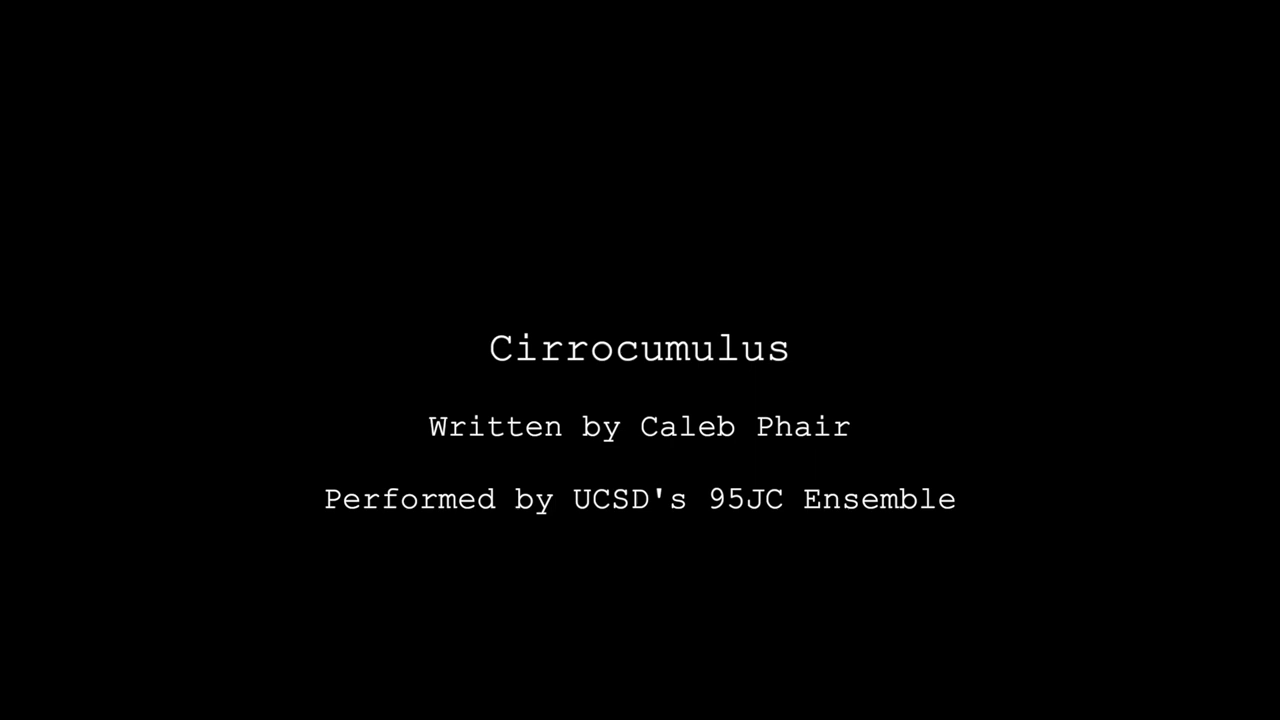 Cirrocumulus
Written by Caleb Phair
Performed by UCSD's 95JC Ensemble